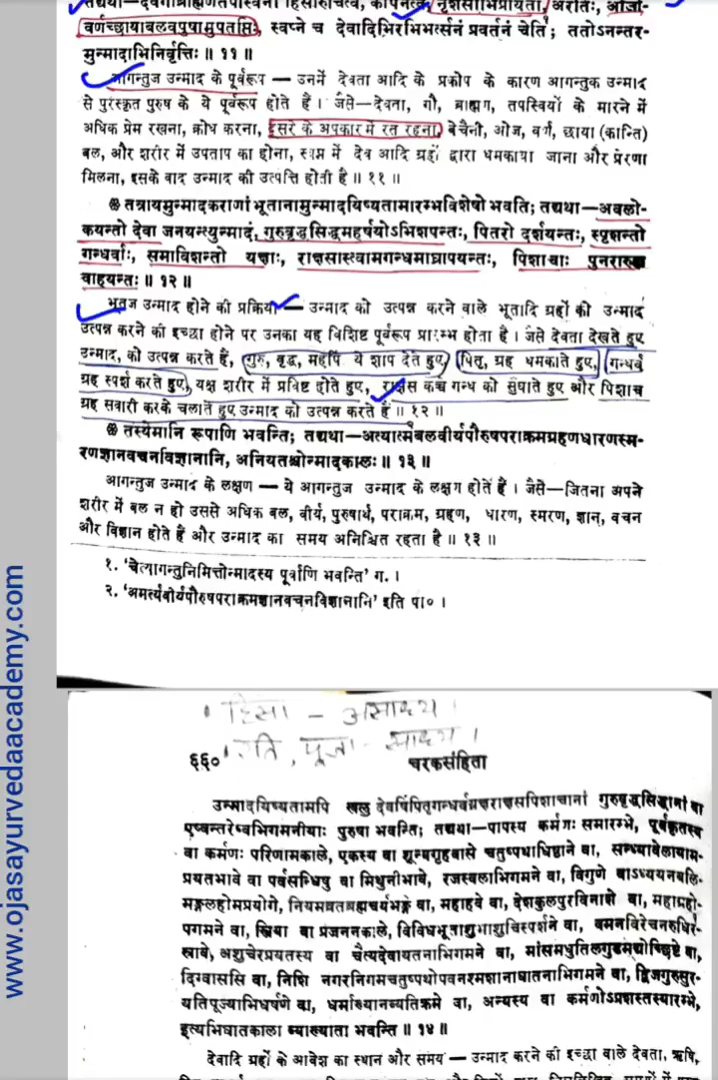 तद्यथा—देवगोब्राह्मणतपस्विनां हिंसारुचित्वं, कोपनत्वं, नृशंसाभिप्रायता, अरतिः, ओजो-
वर्णच्छायाबलवपुषामुपतप्तिः, स्वप्ने च देवादिभिरभिभर्त्सनं प्रवर्तनं चेति; ततोऽनन्तर-
मुन्मादाभिनिर्वृत्तिः ॥ ११ ॥
आगन्तुज उन्माद के पूर्वरूप — उनमें देवता आदि के प्रकोप के कारण आगन्तुक उन्माद
से पुरस्कृत पुरुष के ये पूर्वरूप होते हैं । जैसे—देवता, गौ, ब्राह्मण, तपस्वियों के मारने में
अधिक प्रेम रखना, क्रोध करना, दूसरे के अपकार में रत रहना, बेचैनी, ओज, वर्ण, छाया (कान्ति)
बल, और शरीर में उपताप का होना, स्वप्न में देव आदि ग्रहों द्वारा धमकाया जाना और प्रेरणा
मिलना, इसके बाद उन्माद की उत्पत्ति होती है ॥ ११ ॥
❀ तत्रायमुन्मादकराणां भूतानामुन्मादयिष्यतामारम्भविशेषो भवति; तद्यथा—अवलो-
कयन्तो देवा जनयन्त्युन्मादं, गुरुवृद्धसिद्धमहर्षयोऽभिशपन्तः, पितरो दर्शयन्तः, स्पृशन्तो
गन्धर्वाः, समाविशन्तो यक्षाः, राक्षसास्त्वामगन्धमाघ्रापयन्तः, पिशाचाः पुनरारुह्य
वाहयन्तः ॥ १२ ॥
भूतज उन्माद होने की प्रक्रिया — उन्माद को उत्पन्न करने वाले भूतादि ग्रहों की उन्माद
उत्पन्न करने की इच्छा होने पर उनका यह विशिष्ट पूर्वरूप प्रारम्भ होता है । जैसे देवता देखते हुए
उन्माद, को उत्पन्न करते हैं, गुरु, वृद्ध, महर्षि ये शाप देते हुए, पितृ, ग्रह धमकाते हुए, गन्धर्व
ग्रह स्पर्श करते हुए, यक्ष शरीर में प्रविष्ट होते हुए, राक्षस कच्च गन्ध को सुंघाते हुए और पिशाच
ग्रह सवारी करके चलाते हुए उन्माद को उत्पन्न करते हैं ॥ १२ ॥
❀ तस्येमानि रूपाणि भवन्ति; तद्यथा—अत्यात्मबलवीर्यपौरुषपराक्रमग्रहणधारणस्म-
रणज्ञानवचनविज्ञानानि, अनियतश्चोन्मादकालः ॥ १३ ॥
आगन्तुज उन्माद के लक्षण — ये आगन्तुज उन्माद के लक्षण होते हैं । जैसे—जितना अपने
शरीर में बल न हो उससे अधिक बल, वीर्य, पुरुषार्थ, पराक्रम, ग्रहण, धारण, स्मरण, ज्ञान, वचन
और विज्ञान होते हैं और उन्माद का समय अनिश्चित रहता है ॥ १३ ॥
१. 'चेत्यागन्तुनिमित्तोन्मादस्य पूर्वाणि भवन्ति' ग. ।
२. 'अमर्त्यवीर्यपौरुषपराक्रमज्ञानवचनविज्ञानानि' इति पा० ।
www.ojasayurvedaacademy.com
हिंसा – असाध्य ।
रति, पूजा – साध्य ।
६६० चरकसंहिता
उन्मादयिष्यतामपि खलु देवर्षिपितृगन्धर्वयक्षराक्षसपिशाचानां गुरुवृद्धसिद्धानां वा
एष्वन्तरेष्वभिगमनीयाः पुरुषा भवन्ति; तद्यथा—पापस्य कर्मणः समारम्भे, पूर्वकृतस्य
वा कर्मणः परिणामकाले, एकस्य वा शून्यगृहवासे चतुष्पथाधिष्ठाने वा, सन्ध्यावेलायाम-
प्रयतभावे वा पर्वसन्धिषु वा मिथुनीभावे, रजस्वलाभिगमने वा, विगुणे वाऽध्ययनबलि-
मङ्गलहोमप्रयोगे, नियमव्रतब्रह्मचर्यभङ्गे वा, महाहवे वा, देशकुलपुरविनाशे वा, महाग्रहो-
पगमने वा, स्त्रिया वा प्रजननकाले, विविधभूताशुभाशुचिस्पर्शने वा, वमनविरेचनरुधिर-
स्रावे, अशुचेरप्रयतस्य वा चैत्यदेवायतनाभिगमने वा, मांसमधुतिलगुडमद्योच्छिष्टे वा,
दिग्वाससि वा, निशि नगरनिगमचतुष्पथोपवनश्मशानाघातनाभिगमने वा, द्विजगुरुसुर-
यतिपूज्याभिधर्षणे वा, धर्माख्यानव्यतिक्रमे वा, अन्यस्य वा कर्मणोऽप्रशस्तस्यारम्भे,
इत्यभिघातकाला व्याख्याता भवन्ति ॥ १४ ॥
देवादि ग्रहों के आवेश का स्थान और समय — उन्माद करने की इच्छा वाले देवता, ऋषि,